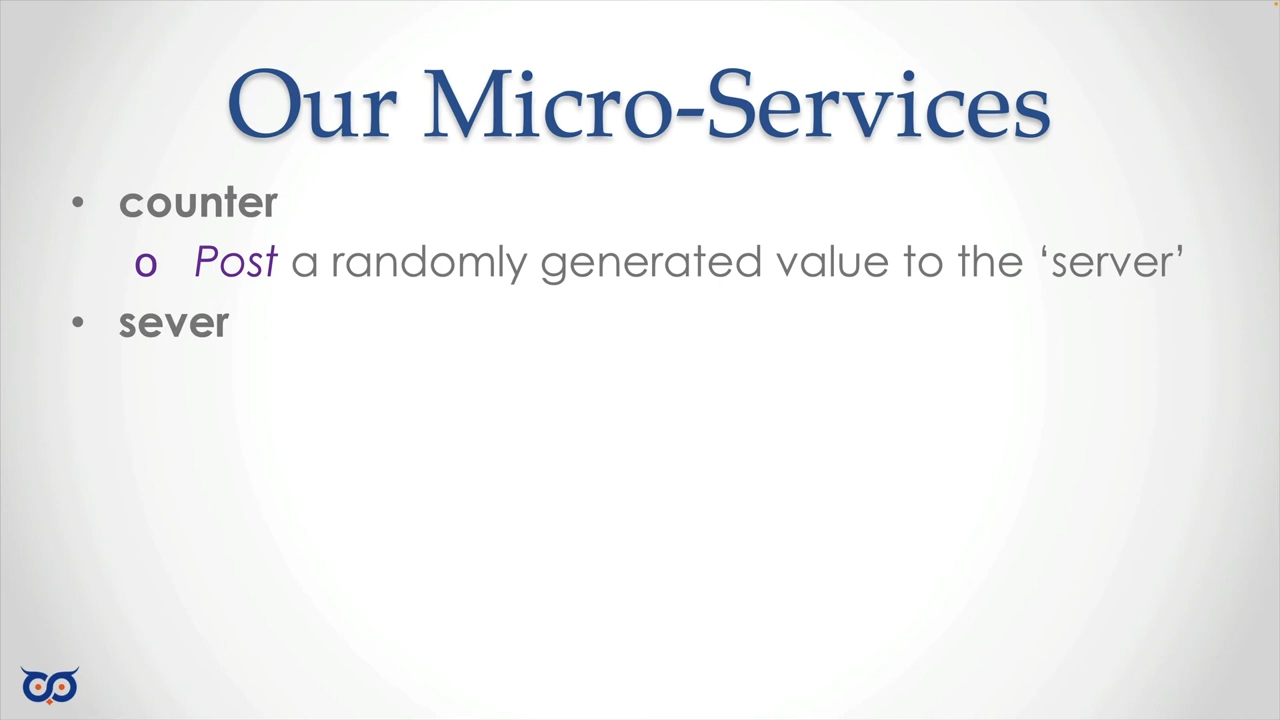 Our Micro-Services
• counter
o Post a randomly generated value to the ‘server’
• sever